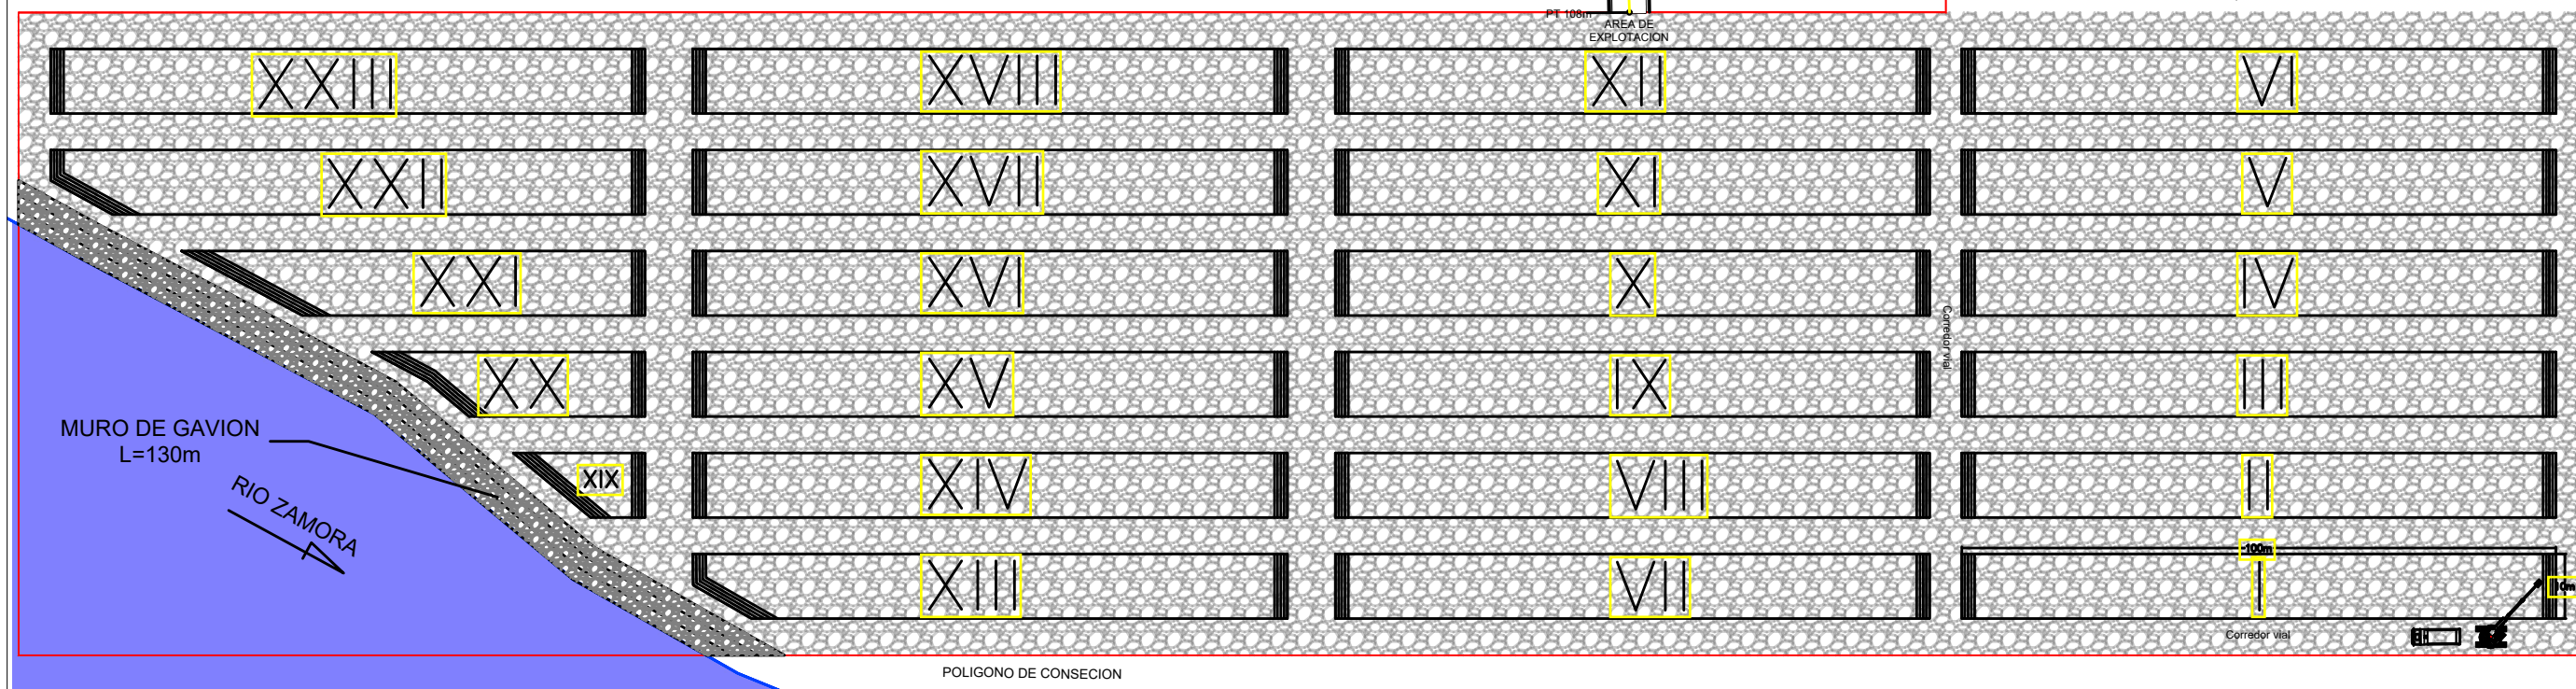 PT 108m
AREA DE
EXPLOTACION
XXIII
XVIII
XII
VI
XXII
XVII
XI
V
XXI
XVI
X
IV
Corredor vial
XX
XV
IX
III
MURO DE GAVION
L=130m
XIX
XIV
VIII
II
RIO ZAMORA
100m
XIII
VII
I
10m
Corredor vial
POLIGONO DE CONSECION